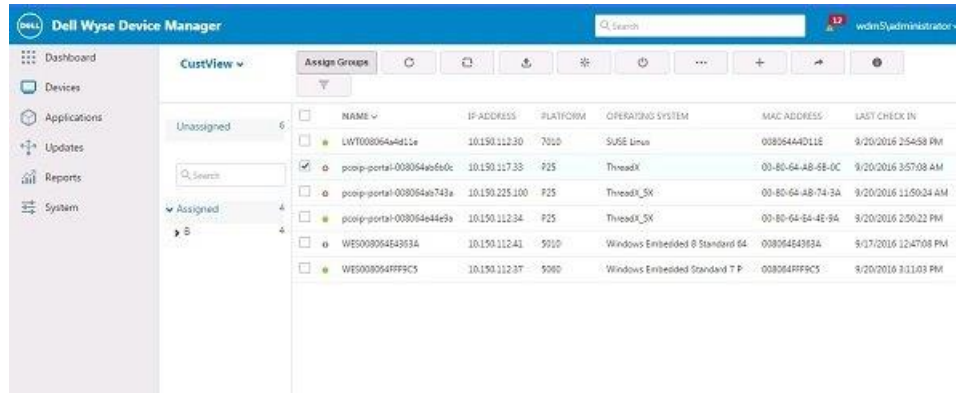 DELL Dell Wyse Device Manager Search 12 wdm5\administrator
Dashboard
Devices
Applications
Updates
Reports
System
CustView
Unassigned 6
Search
Assigned 4
B 4
Assign Groups
NAME IP ADDRESS PLATFORM OPERATING SYSTEM MAC ADDRESS LAST CHECK IN
LWT008064a4d11e 10.150.112.30 7010 SUSE Linux 008064A4D11E 9/20/2016 2:54:58 PM
pcoip-portal-008064ab6b0c 10.150.117.33 P25 ThreadX 00-80-64-AB-6B-0C 9/20/2016 3:57:08 AM
pcoip-portal-008064ab743a 10.150.225.100 P25 ThreadX_5X 00-80-64-AB-74-3A 9/20/2016 11:50:24 AM
pcoip-portal-008064e44e9a 10.150.112.34 P25 ThreadX_5X 00-80-64-E4-4E-9A 9/20/2016 2:50:22 PM
WES008064E4363A 10.150.112.41 5010 Windows Embedded 8 Standard 64 008064E4363A 9/17/2016 12:47:08 PM
WES008064FFF9C5 10.150.112.37 5060 Windows Embedded Standard 7 P 008064FFF9C5 9/20/2016 3:11:03 PM